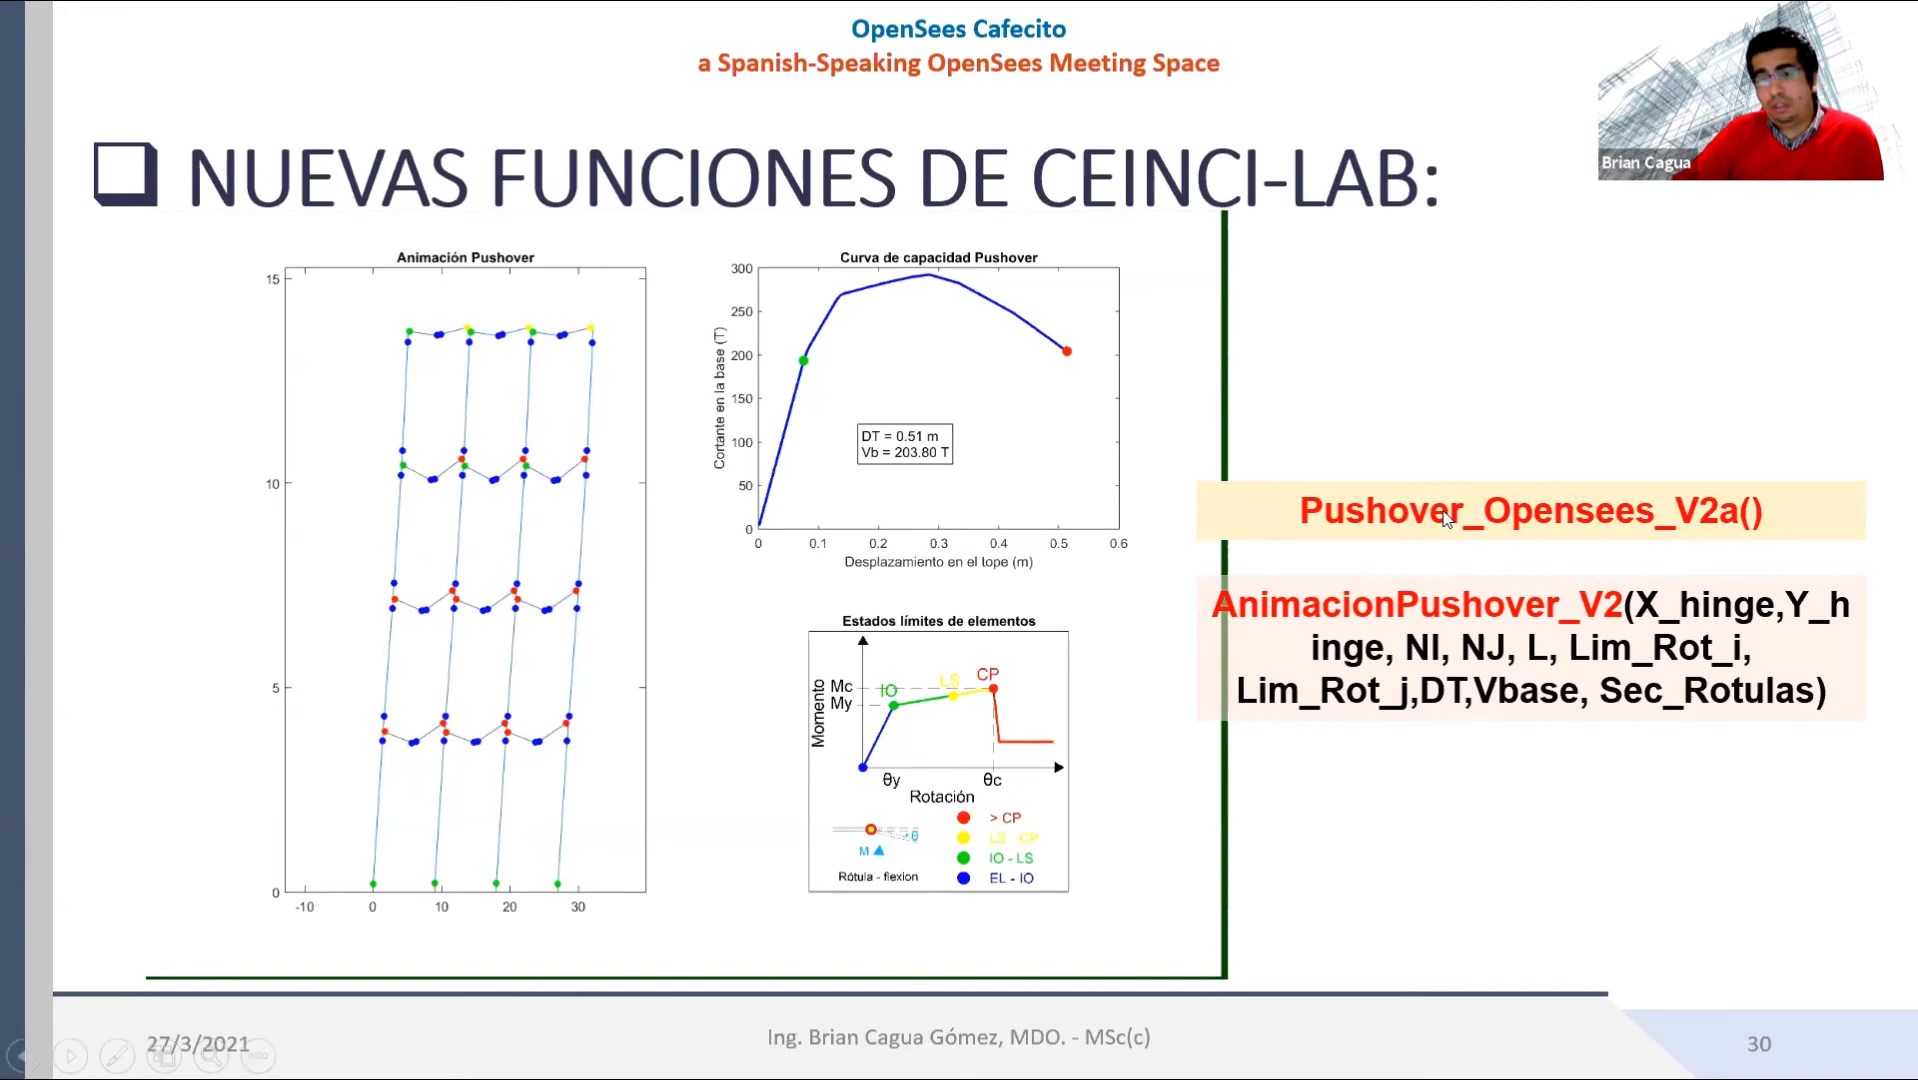 OpenSees Cafecito
a Spanish-Speaking OpenSees Meeting Space
Brian Cagua
NUEVAS FUNCIONES DE CEINCI-LAB:
Animación Pushover
15
10
5
0
-10
0
10
20
30
Curva de capacidad Pushover
300
250
200
150
100
50
0
Cortante en la base (T)
DT = 0.51 m
Vb = 203.80 T
0
0.1
0.2
0.3
0.4
0.5
0.6
Desplazamiento en el tope (m)
Pushover_Opensees_V2a()
AnimacionPushover_V2(X_hinge,Y_h
inge, NI, NJ, L, Lim_Rot_i,
Lim_Rot_j,DT,Vbase, Sec_Rotulas)
Estados límites de elementos
Momento
Mc
My
IO
LS
CP
θy
θc
Rotación
θ
M
Rótula - flexion
> CP
LS - CP
IO - LS
EL - IO
27/3/2021
Ing. Brian Cagua Gómez, MDO. - MSc(c)
30